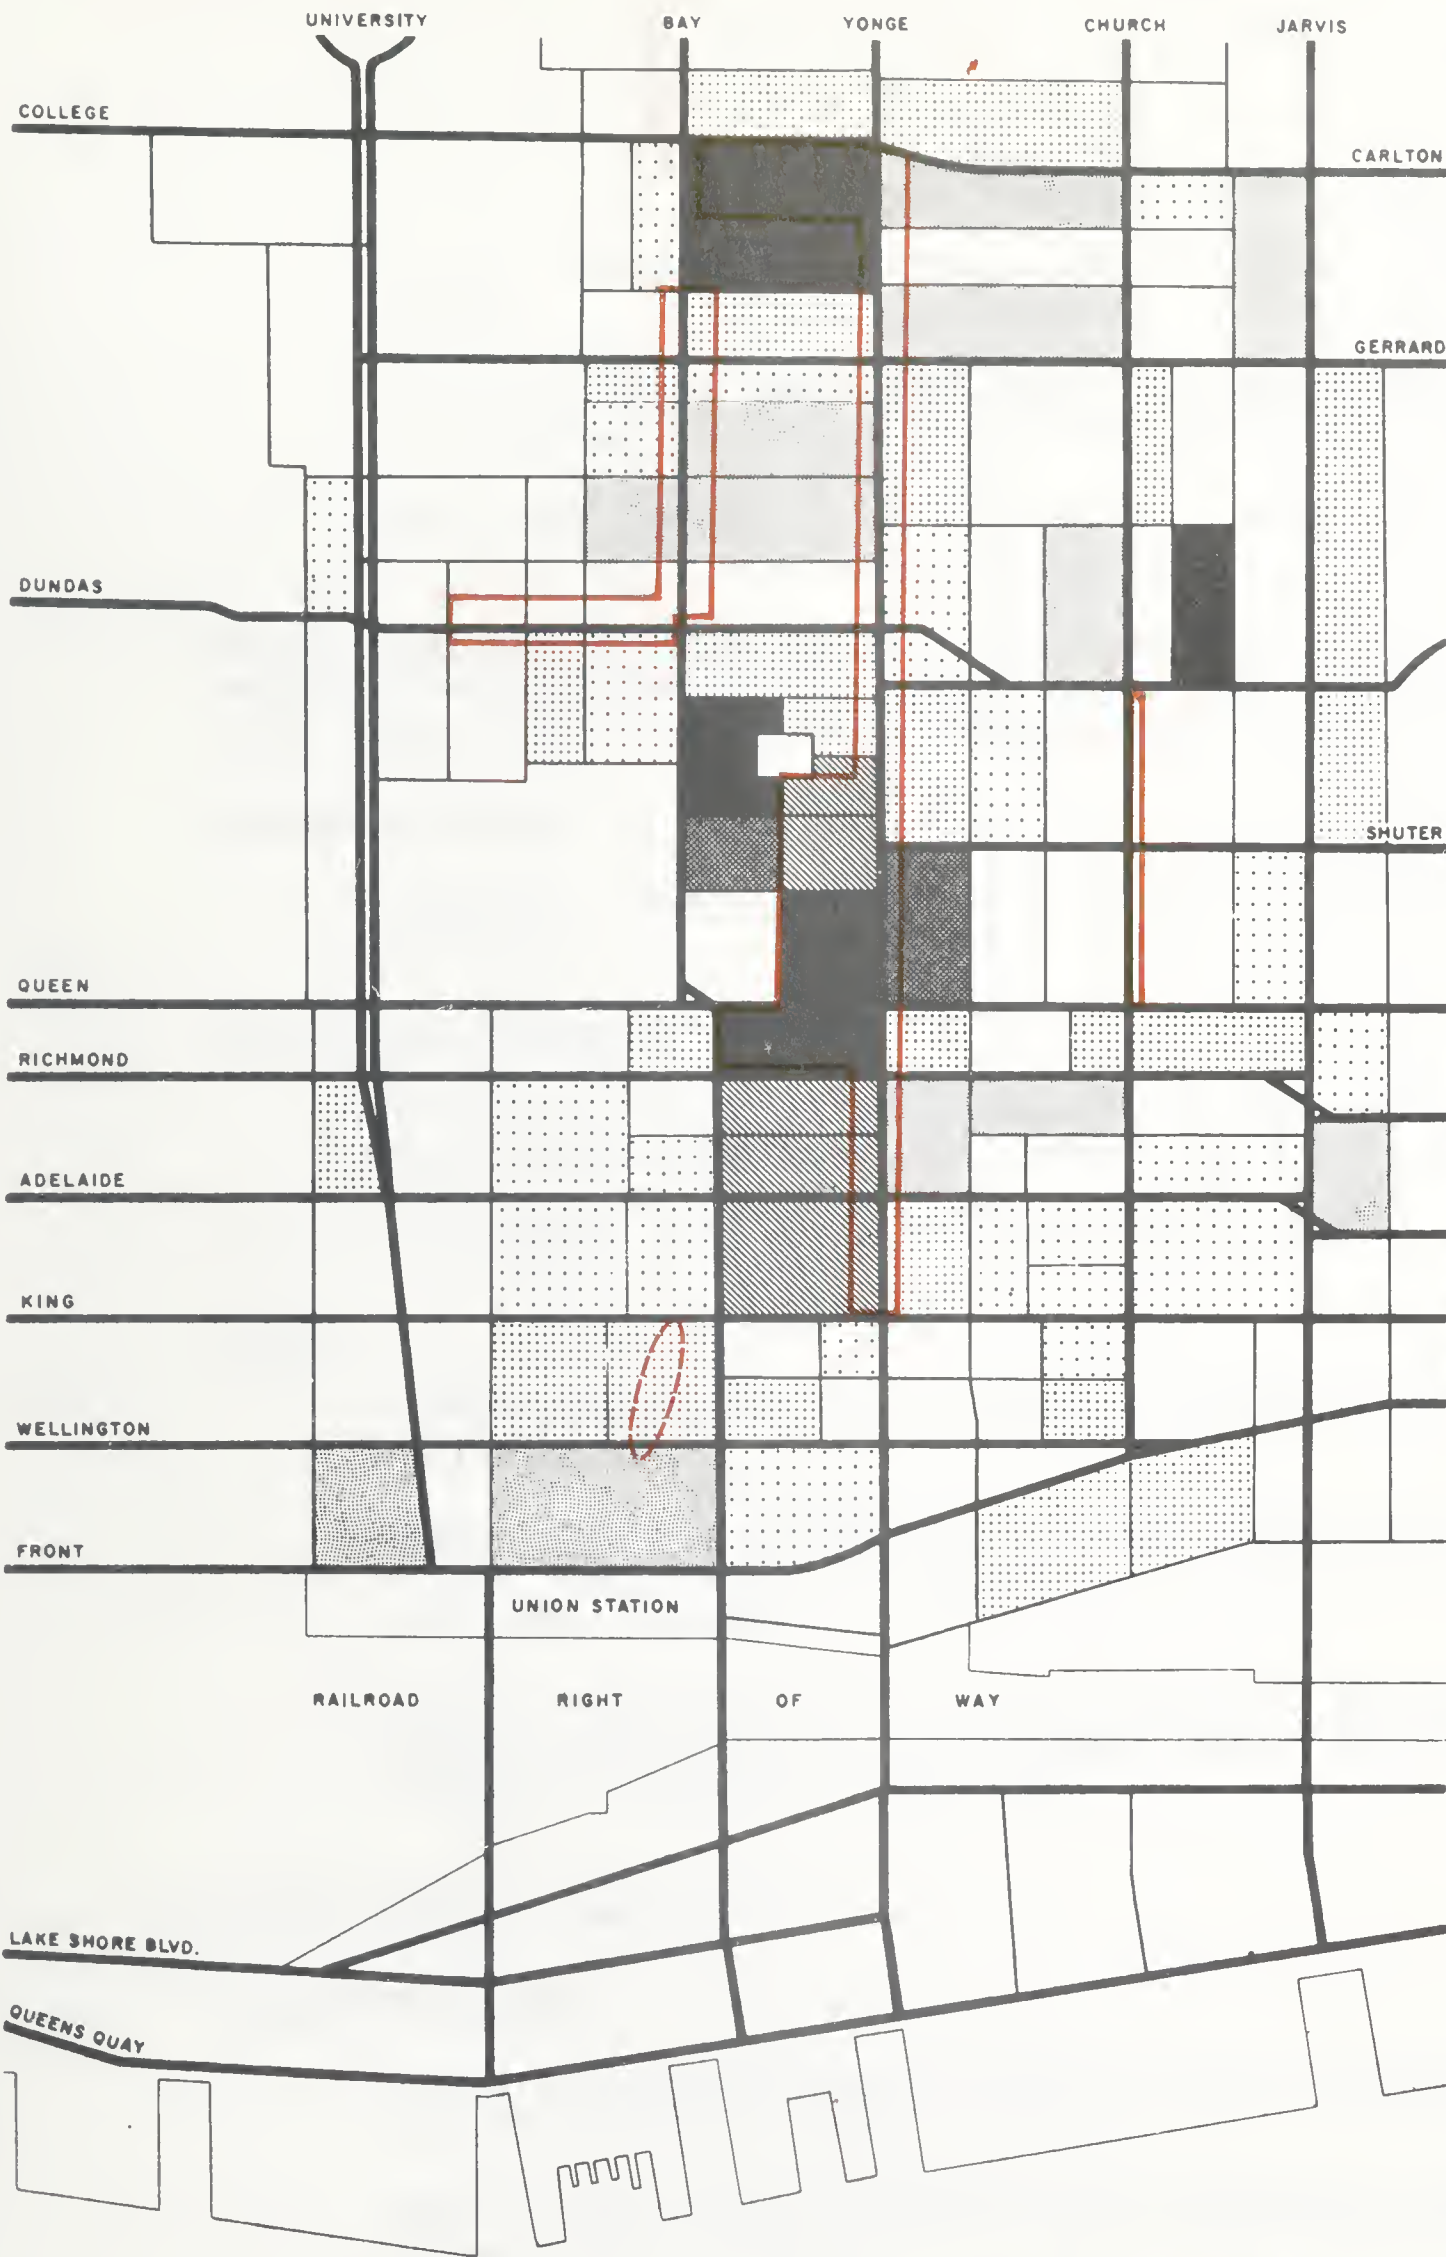 UNIVERSITY
BAY
YONGE
CHURCH
JARVIS
COLLEGE
CARLTON
GERRARD
DUNDAS
SHUTER
QUEEN
RICHMOND
ADELAIDE
KING
WELLINGTON
FRONT
UNION STATION
RAILROAD RIGHT OF WAY
LAKE SHORE BLVD.
QUEENS QUAY